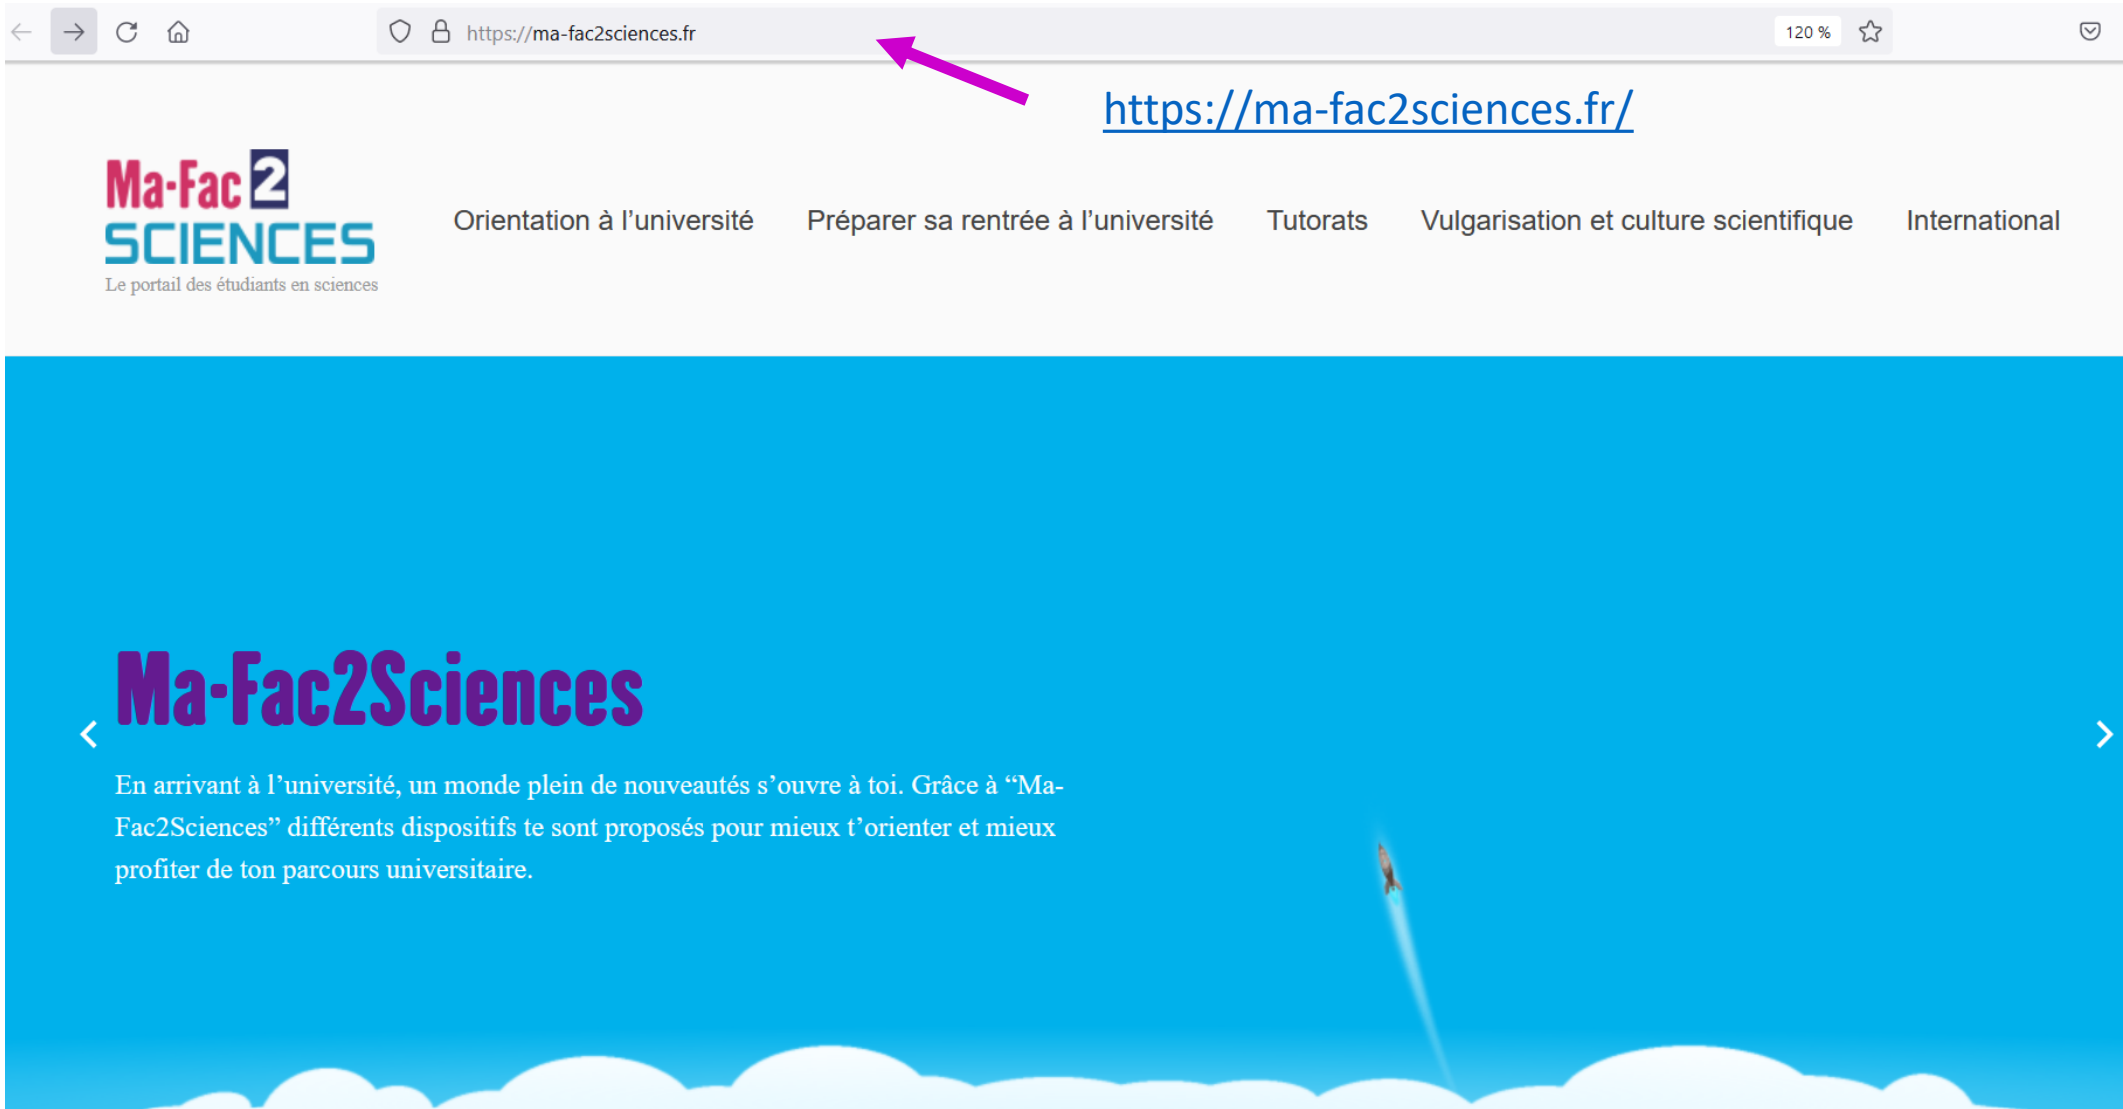 https://ma-fac2sciences.fr
120 %
https://ma-fac2sciences.fr/
Ma-Fac 2
SCIENCES
Le portail des étudiants en sciences
Orientation à l’université Préparer sa rentrée à l’université Tutorats Vulgarisation et culture scientifique International
Ma-Fac2Sciences
En arrivant à l’université, un monde plein de nouveautés s’ouvre à toi. Grâce à “Ma-
Fac2Sciences” différents dispositifs te sont proposés pour mieux t’orienter et mieux
profiter de ton parcours universitaire.